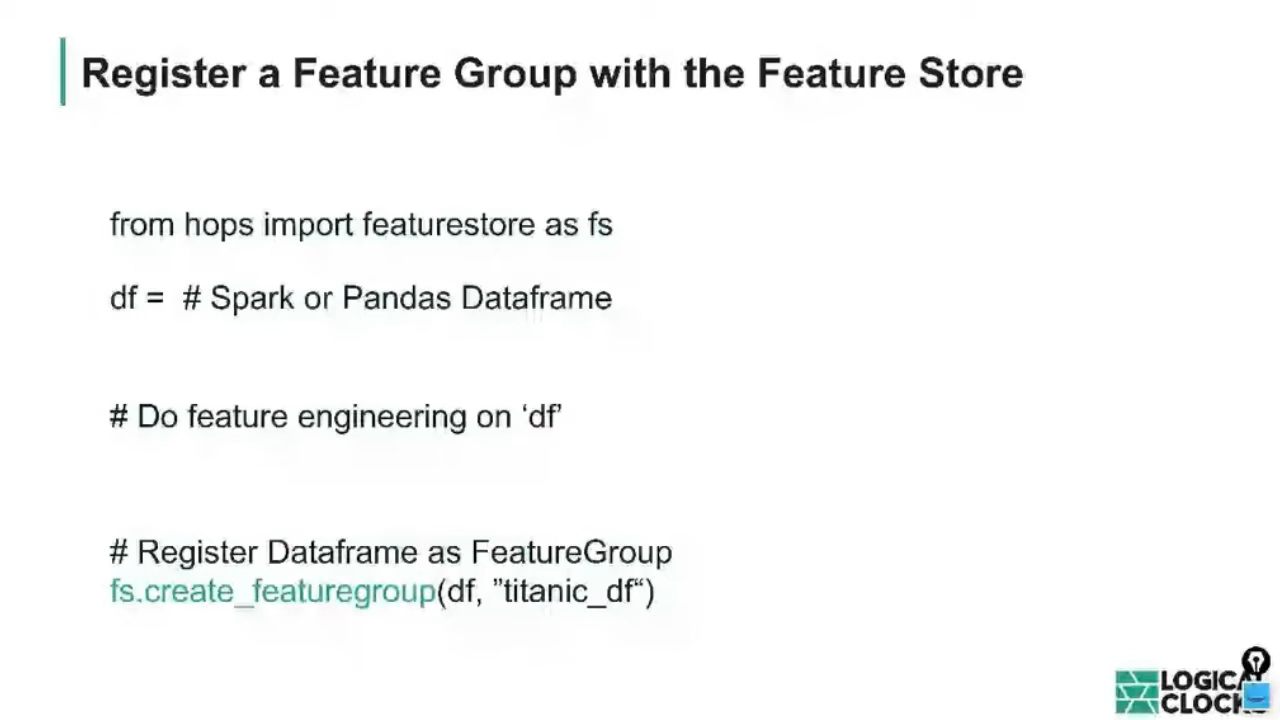 Register a Feature Group with the Feature Store
from hops import featurestore as fs
df =  # Spark or Pandas Dataframe
# Do feature engineering on ‘df’
# Register Dataframe as FeatureGroup
fs.create_featuregroup(df, ”titanic_df“)